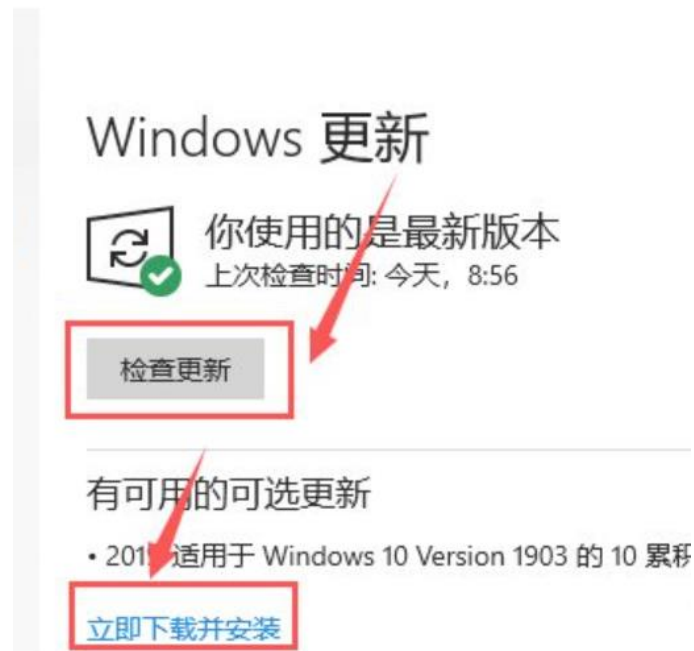 Windows 更新
你使用的是最新版本
上次检查时间: 今天，8:56
检查更新
有可用的可选更新
• 201 适用于 Windows 10 Version 1903 的 10 累积
立即下载并安装